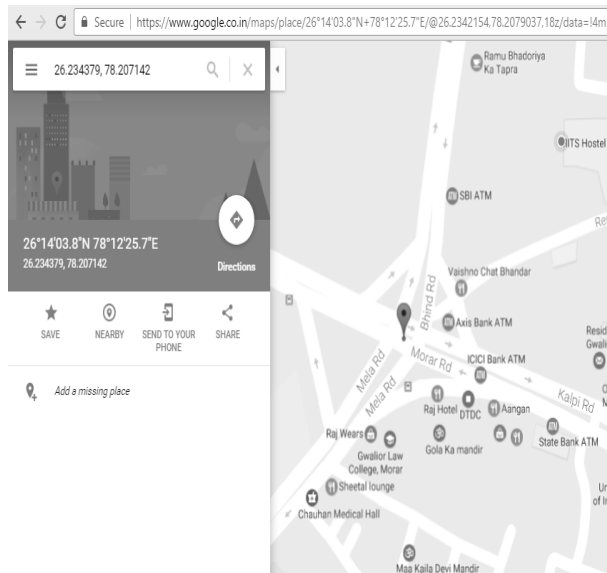 Secure | https://www.google.co.in/maps/place/26°14'03.8"N+78°12'25.7"E/@26.2342154,78.2079037,18z/data=!4m
26.234379, 78.207142
26°14'03.8"N 78°12'25.7"E
26.234379, 78.207142
Directions
SAVE
NEARBY
SEND TO YOUR
PHONE
SHARE
Add a missing place
Ramu Bhadoriya
Ka Tapra
IITS Hostel
SBI ATM
Vaishno Chat Bhandar
Bhind Rd
Axis Bank ATM
Morar Rd
ICICI Bank ATM
Mela Rd
Mela Rd
Kalpi Rd
Raj Hotel
DTDC
Aangan
State Bank ATM
Raj Wears
Gola Ka mandir
Gwalior Law
College, Morar
Sheetal lounge
Chauhan Medical Hall
Maa Kaila Devi Mandir